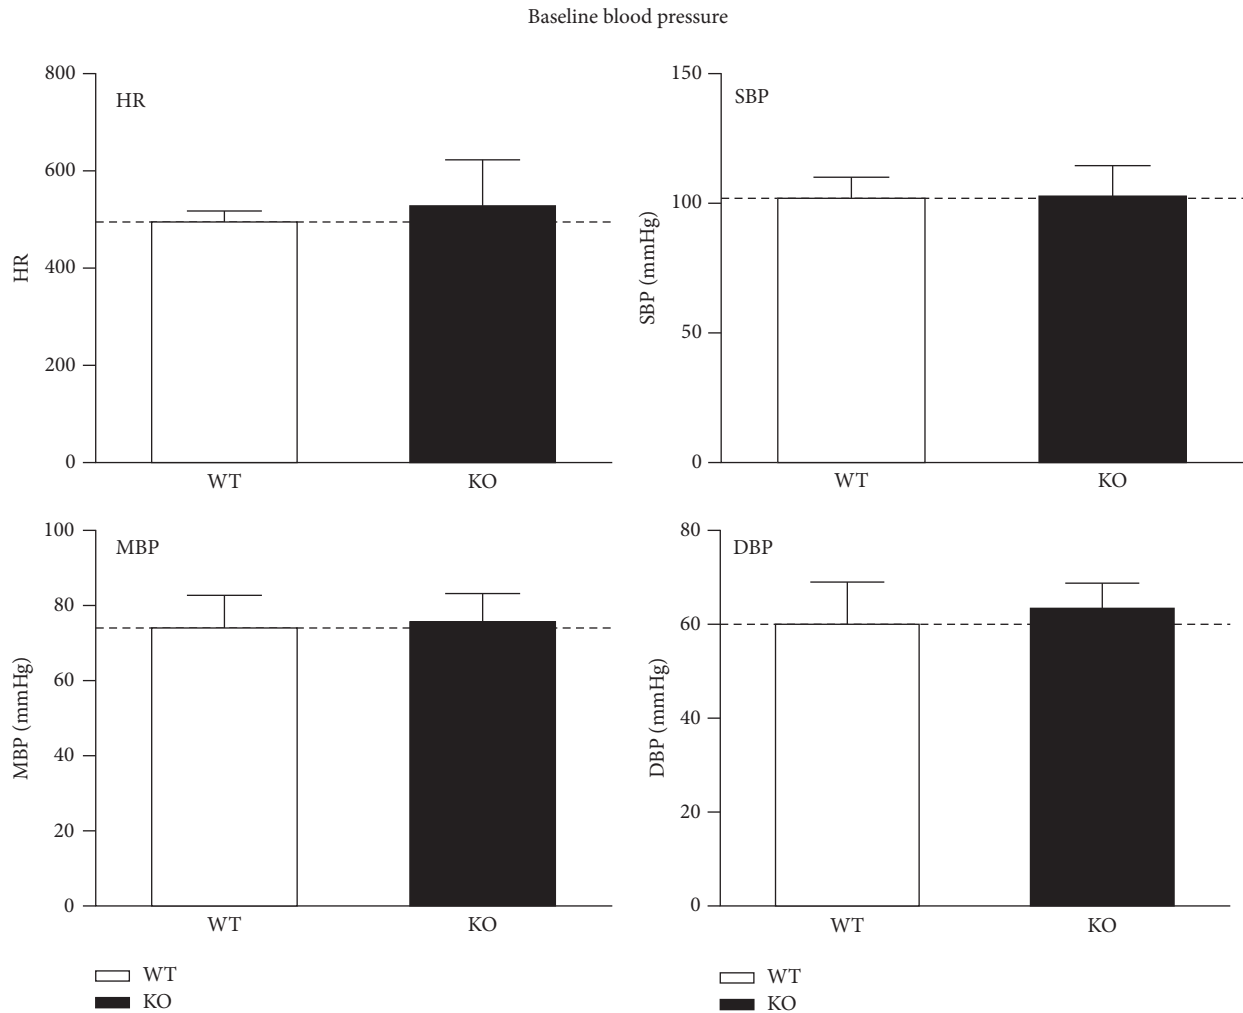 Baseline blood pressure
800
600
400
200
0
HR
HR
WT
KO
150
100
50
0
SBP (mmHg)
SBP
WT
KO
100
80
60
40
20
0
MBP (mmHg)
MBP
WT
KO
80
60
40
20
0
DBP (mmHg)
DBP
WT
KO
WT
KO
WT
KO